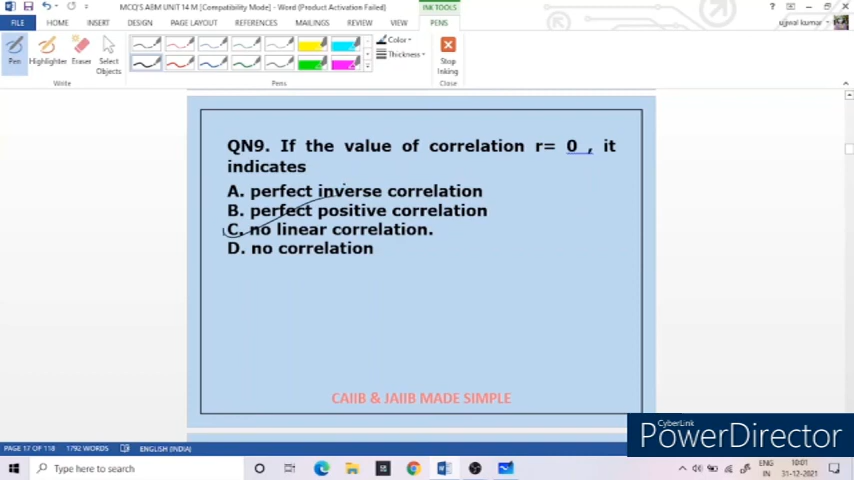 MCQ'S ABM UNIT 14 M [Compatibility Mode] - Word (Product Activation Failed)
INK TOOLS
FILE HOME INSERT DESIGN PAGE LAYOUT REFERENCES MAILINGS REVIEW VIEW PENS
ujjwal kumar
Pen Highlighter Eraser Select Objects
Color
Thickness
Stop Inking
Write Pens Close
QN9. If the value of correlation r= 0 , it
indicates
A. perfect inverse correlation
B. perfect positive correlation
C. no linear correlation.
D. no correlation
CAIIB & JAIIB MADE SIMPLE
CyberLink
PowerDirector
PAGE 17 OF 118 1792 WORDS ENGLISH (INDIA)
Type here to search
ENG
IN
10:01
31-12-2021